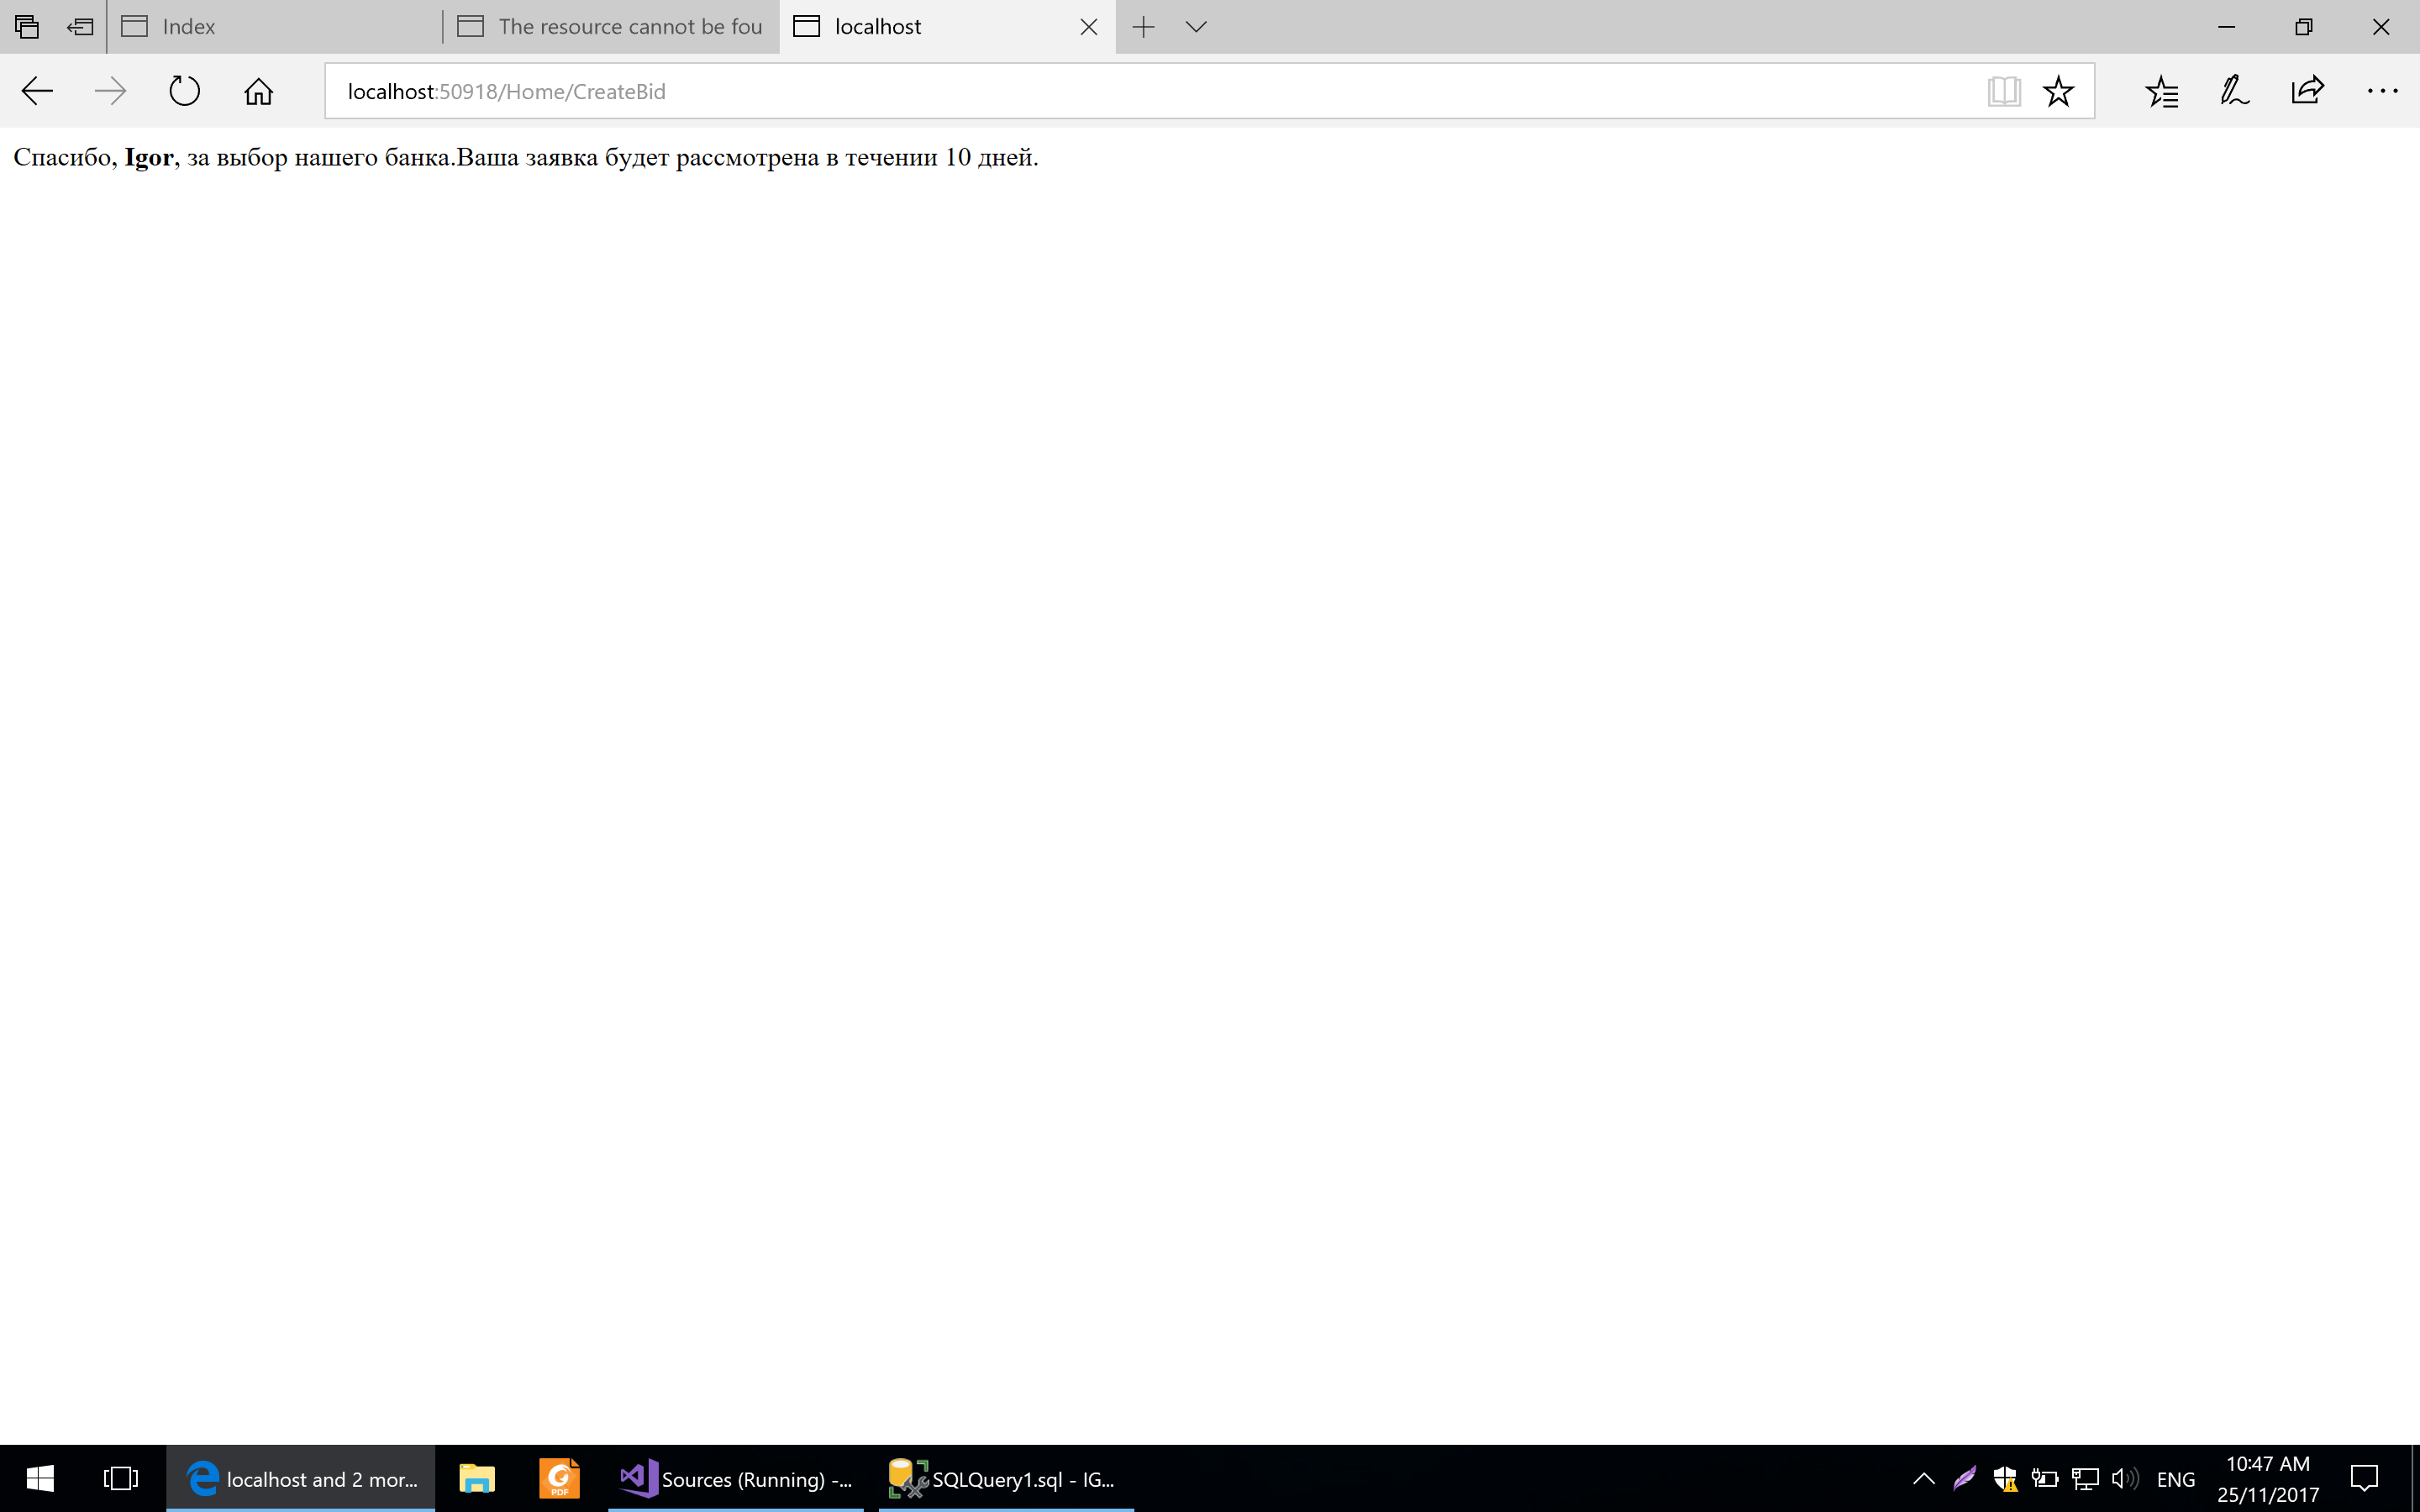 Index
The resource cannot be fou
localhost
localhost:50918/Home/CreateBid
Спасибо, Igor, за выбор нашего банка.Ваша заявка будет рассмотрена в течении 10 дней.
localhost and 2 mor...
PDF
Sources (Running) -...
SQLQuery1.sql - IG...
ENG
10:47 AM
25/11/2017